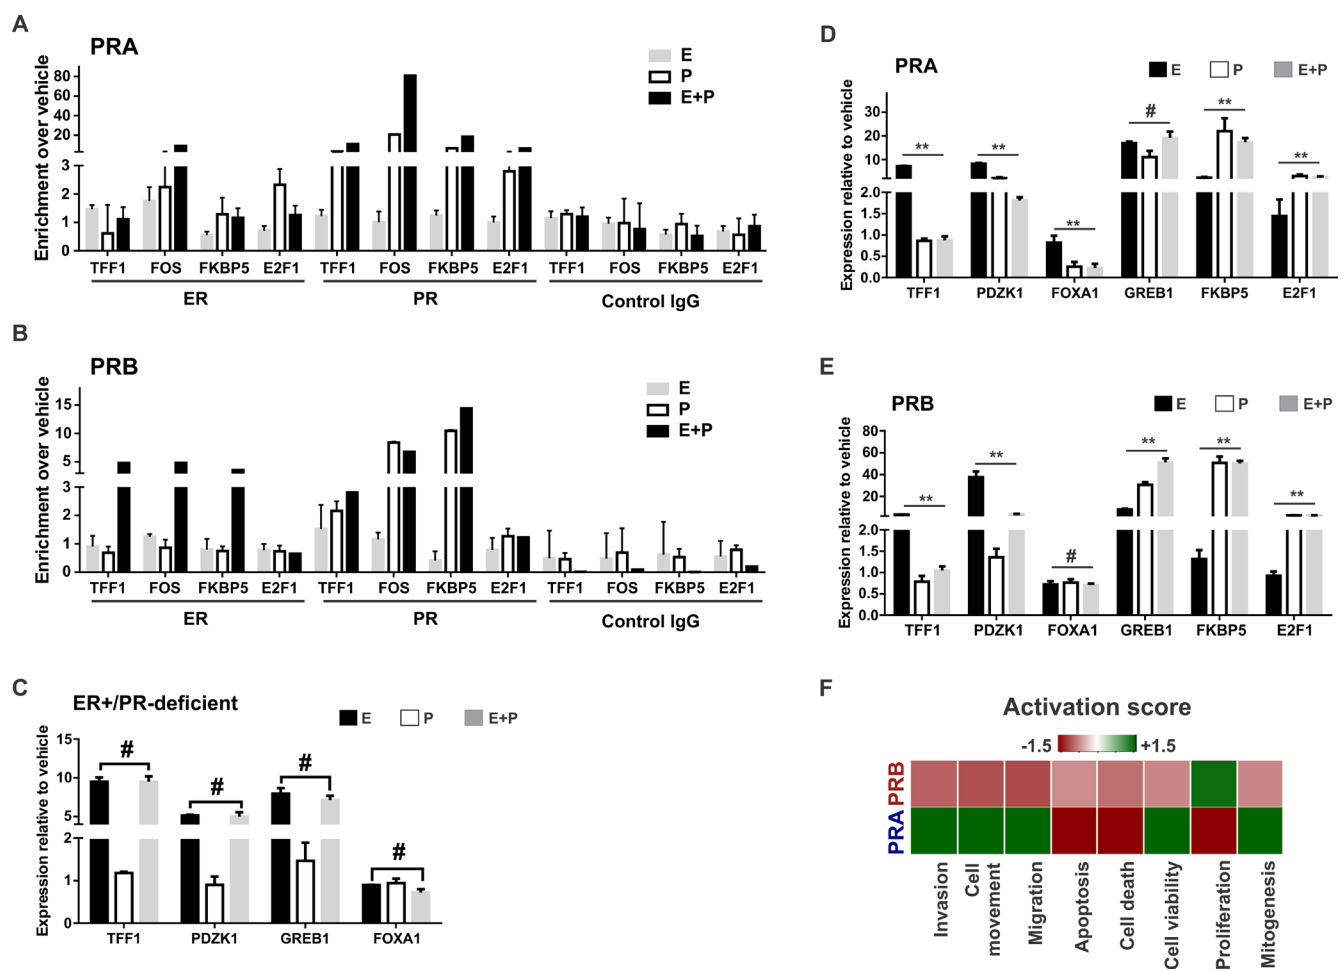 A
PRA
E
P
E+P
Enrichment over vehicle
80
60
40
20
3
2
1
0
TFF1 FOS FKBP5 E2F1 TFF1 FOS FKBP5 E2F1 TFF1 FOS FKBP5 E2F1
ER PR Control IgG
B
PRB
E
P
E+P
Enrichment over vehicle
15
10
5
3
2
1
0
TFF1 FOS FKBP5 E2F1 TFF1 FOS FKBP5 E2F1 TFF1 FOS FKBP5 E2F1
ER PR Control IgG
C
ER+/PR-deficient
E P E+P
Expression relative to vehicle
15
10
5
2
1
0
# # # #
TFF1 PDZK1 GREB1 FOXA1
D
PRA
E P E+P
Expression relative to vehicle
30
20
10
2.0
1.5
1.0
0.5
0.0
** ** ** # ** **
TFF1 PDZK1 FOXA1 GREB1 FKBP5 E2F1
E
PRB
E P E+P
Expression relative to vehicle
80
60
40
20
2.0
1.5
1.0
0.5
0.0
** ** # ** ** **
TFF1 PDZK1 FOXA1 GREB1 FKBP5 E2F1
F
Activation score
-1.5 +1.5
PRB
PRA
Invasion
Cell
movement
Migration
Apoptosis
Cell death
Cell viability
Proliferation
Mitogenesis